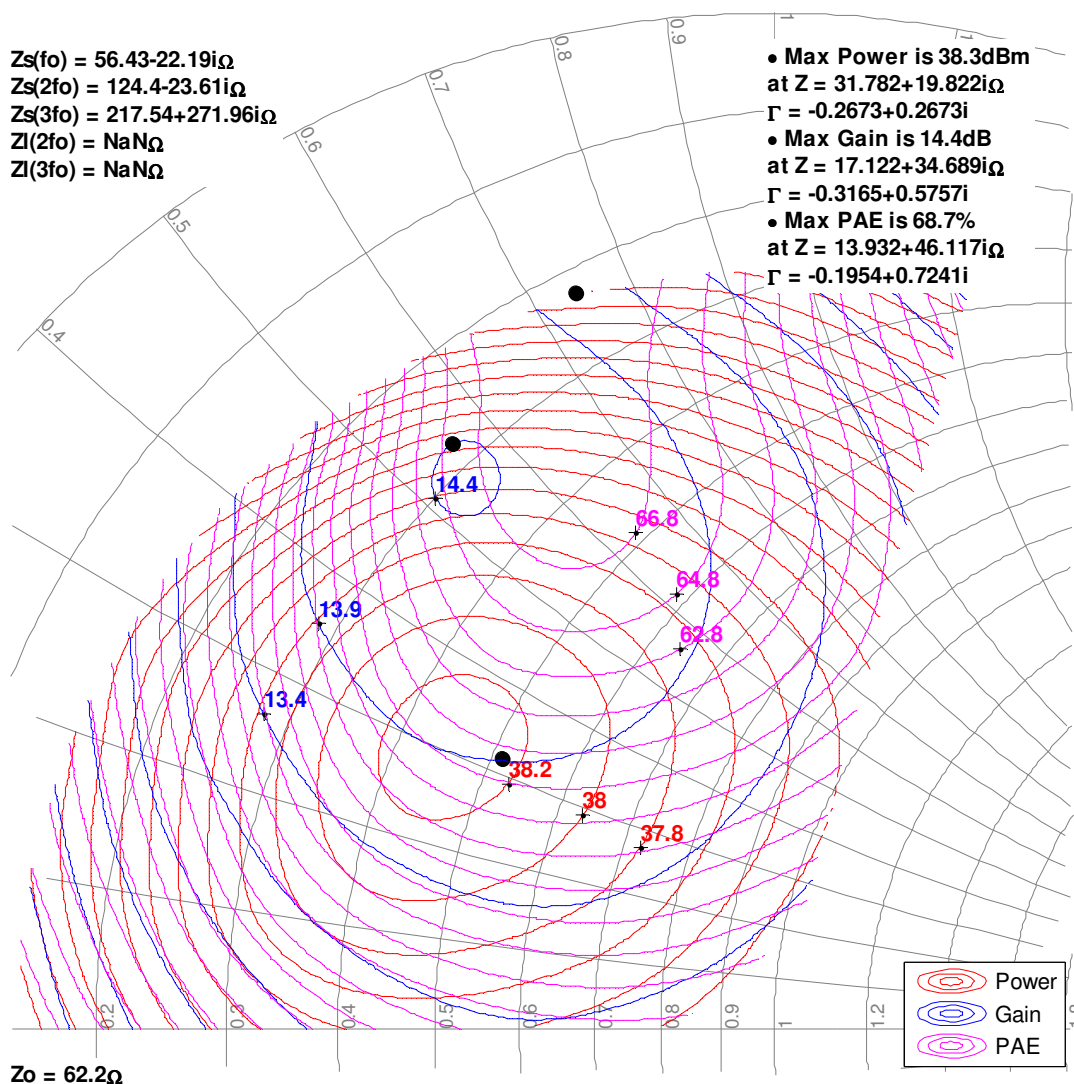 Zs(fo) = 56.43-22.19iΩ
Zs(2fo) = 124.4-23.61iΩ
Zs(3fo) = 217.54+271.96iΩ
Zl(2fo) = NaNΩ
Zl(3fo) = NaNΩ
• Max Power is 38.3dBm
at Z = 31.782+19.822iΩ
Γ = -0.2673+0.2673i
• Max Gain is 14.4dB
at Z = 17.122+34.689iΩ
Γ = -0.3165+0.5757i
• Max PAE is 68.7%
at Z = 13.932+46.117iΩ
Γ = -0.1954+0.7241i
0.4
0.5
0.6
0.7
0.8
0.9
1
1
14.4
66.8
64.8
13.9
62.8
13.4
38.2
38
37.8
0.2
0.3
0.4
0.5
0.6
0.7
0.8
0.9
1
1.2
Power
Gain
PAE
Zo = 62.2Ω